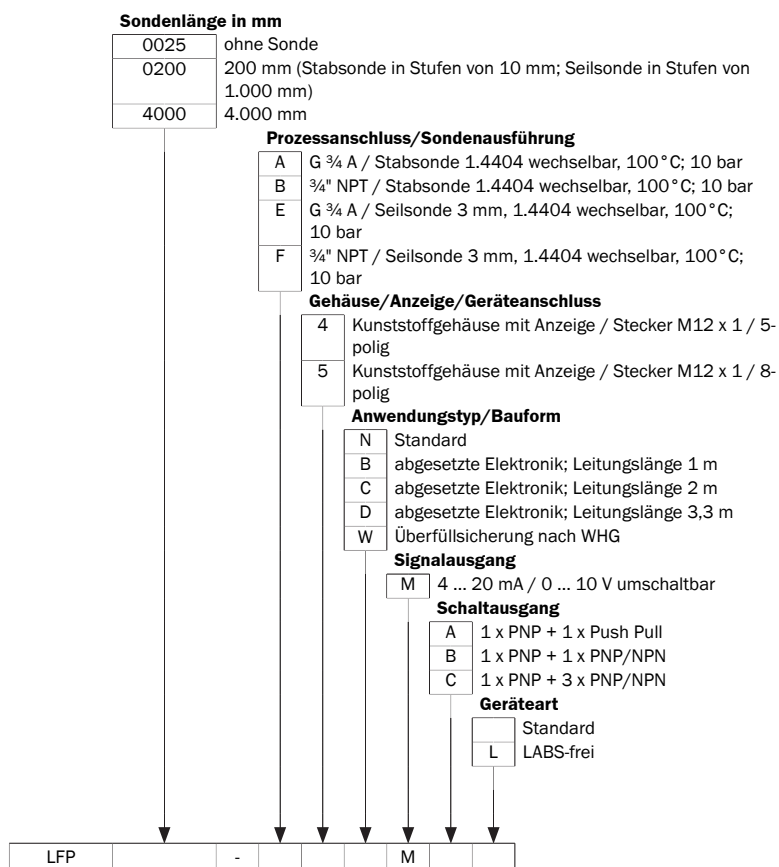 Sondenlänge in mm
0025 ohne Sonde
0200 200 mm (Stabsonde in Stufen von 10 mm; Seilsonde in Stufen von
1.000 mm)
4000 4.000 mm
Prozessanschluss/Sondenausführung
A G ¾ A / Stabsonde 1.4404 wechselbar, 100°C; 10 bar
B ¾" NPT / Stabsonde 1.4404 wechselbar, 100°C; 10 bar
E G ¾ A / Seilsonde 3 mm, 1.4404 wechselbar, 100°C;
10 bar
F ¾" NPT / Seilsonde 3 mm, 1.4404 wechselbar, 100°C;
10 bar
Gehäuse/Anzeige/Geräteanschluss
4 Kunststoffgehäuse mit Anzeige / Stecker M12 x 1 / 5-
polig
5 Kunststoffgehäuse mit Anzeige / Stecker M12 x 1 / 8-
polig
Anwendungstyp/Bauform
N Standard
B abgesetzte Elektronik; Leitungslänge 1 m
C abgesetzte Elektronik; Leitungslänge 2 m
D abgesetzte Elektronik; Leitungslänge 3,3 m
W Überfüllsicherung nach WHG
Signalausgang
M 4 ... 20 mA / 0 ... 10 V umschaltbar
Schaltausgang
A 1 x PNP + 1 x Push Pull
B 1 x PNP + 1 x PNP/NPN
C 1 x PNP + 3 x PNP/NPN
Geräteart
Standard
L LABS-frei
LFP - M